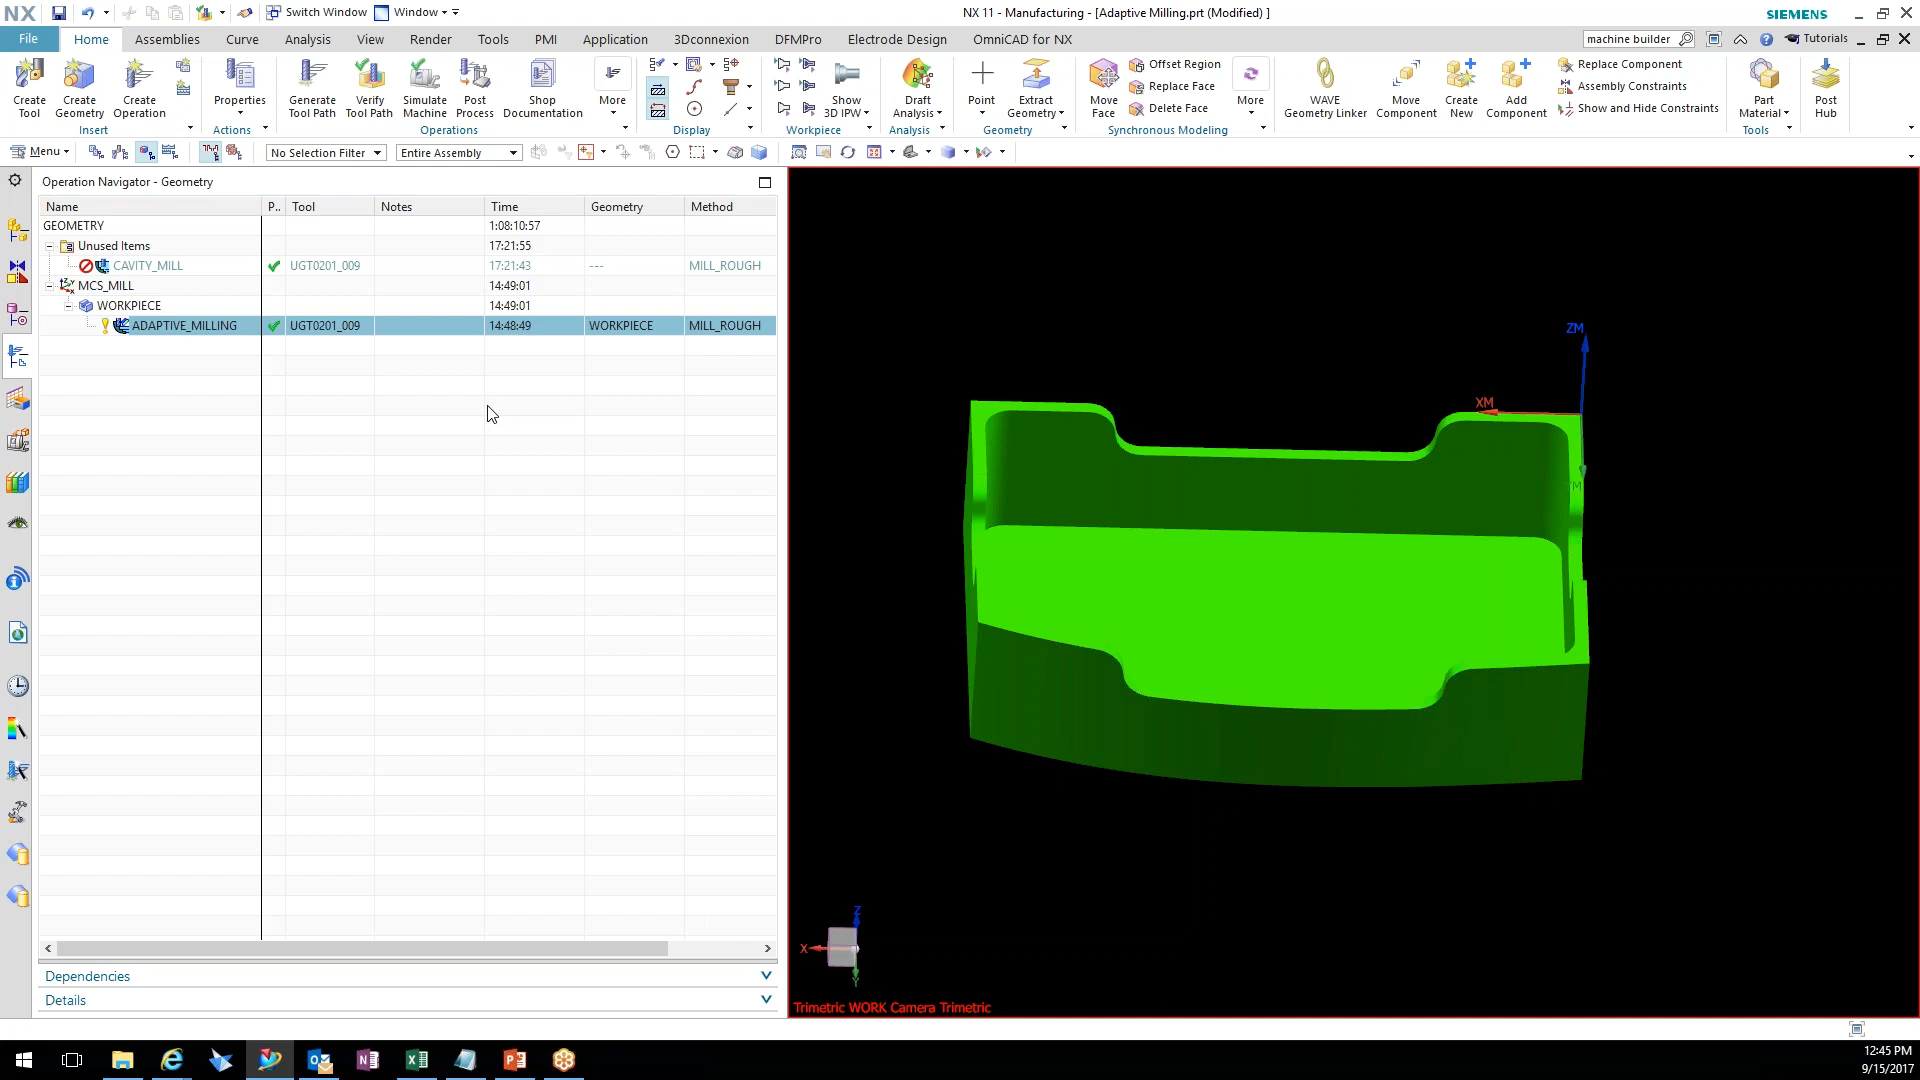 NX
Switch Window
Window
NX 11 - Manufacturing - [Adaptive Milling.prt (Modified) ]
SIEMENS
File
Home
Assemblies
Curve
Analysis
View
Render
Tools
PMI
Application
3Dconnexion
DFMPro
Electrode Design
OmniCAD for NX
machine builder
Tutorials
Create Tool
Create Geometry
Create Operation
Insert
Properties
Actions
Generate Tool Path
Verify Tool Path
Simulate Machine
Post Process
Shop Documentation
More
Operations
Display
Show 3D IPW
Workpiece
Draft Analysis
Analysis
Point
Extract Geometry
Geometry
Move Face
Offset Region
Replace Face
Delete Face
More
Synchronous Modeling
WAVE Geometry Linker
Move Component
Create New
Add Component
Replace Component
Assembly Constraints
Show and Hide Constraints
Part Material
Tools
Post Hub
Menu
No Selection Filter
Entire Assembly
Operation Navigator - Geometry
Name P.. Tool Notes Time Geometry Method
GEOMETRY 1:08:10:57
Unused Items 17:21:55
CAVITY_MILL UGT0201_009 17:21:43 --- MILL_ROUGH
MCS_MILL 14:49:01
WORKPIECE 14:49:01
ADAPTIVE_MILLING UGT0201_009 14:48:49 WORKPIECE MILL_ROUGH
ZM
XM
Z
X
Y
Dependencies
Details
Trimetric WORK Camera Trimetric
12:45 PM
9/15/2017